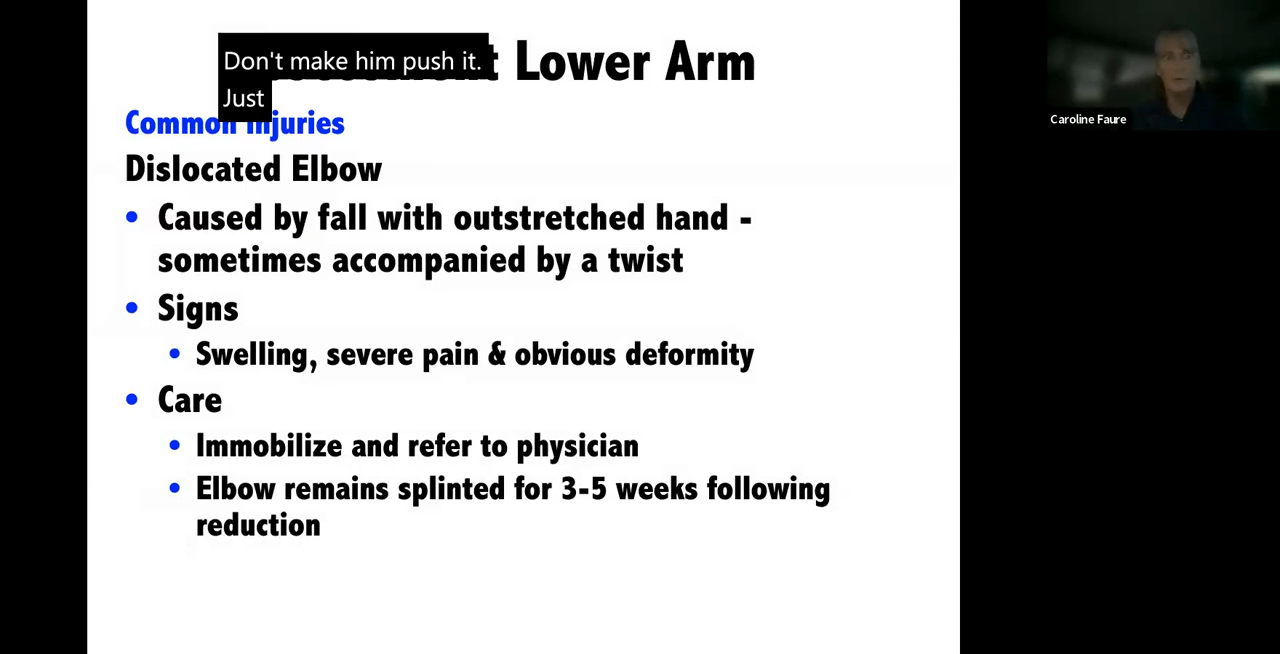 Don't make him push it.
Just
Lower Arm
Caroline Faure
Common Injuries
Dislocated Elbow
• Caused by fall with outstretched hand -
sometimes accompanied by a twist
• Signs
• Swelling, severe pain & obvious deformity
• Care
• Immobilize and refer to physician
• Elbow remains splinted for 3-5 weeks following
reduction